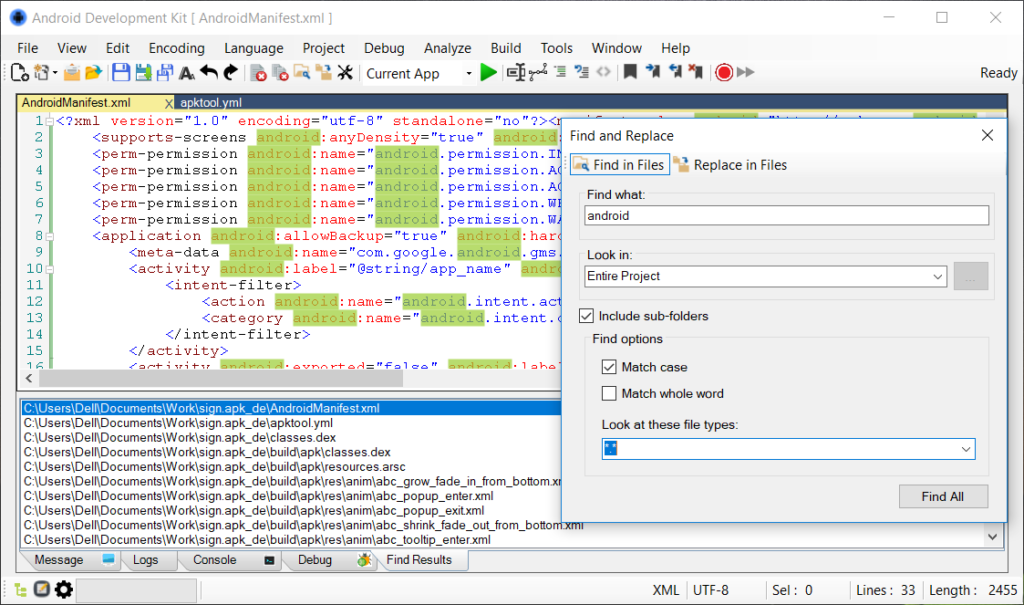 Android Development Kit [ AndroidManifest.xml ]
File View Edit Encoding Language Project Debug Analyze Build Tools Window Help
Current App
Ready
AndroidManifest.xml X apktool.yml
1 <?xml version="1.0" encoding="utf-8" standalone="no"?>
2 <supports-screens android:anyDensity="true" android:
3 <perm-permission android:name="android.permission.IN
4 <perm-permission android:name="android.permission.AC
5 <perm-permission android:name="android.permission.AC
6 <perm-permission android:name="android.permission.WR
7 <perm-permission android:name="android.permission.WA
8 <application android:allowBackup="true" android:hard
9 <meta-data android:name="com.google.android.gms.
10 <activity android:label="@string/app_name" andro
11 <intent-filter>
12 <action android:name="android.intent.act
13 <category android:name="android.intent.c
14 </intent-filter>
15 </activity>
16 <activity android:exported="false" android:label
Find and Replace
Find in Files Replace in Files
Find what:
android
Look in:
Entire Project
...
Include sub-folders
Find options
Match case
Match whole word
Look at these file types:
*.*
Find All
C:\Users\Dell\Documents\Work\sign.apk_de\AndroidManifest.xml
C:\Users\Dell\Documents\Work\sign.apk_de\apktool.yml
C:\Users\Dell\Documents\Work\sign.apk_de\classes.dex
C:\Users\Dell\Documents\Work\sign.apk_de\build\apk\classes.dex
C:\Users\Dell\Documents\Work\sign.apk_de\build\apk\resources.arsc
C:\Users\Dell\Documents\Work\sign.apk_de\build\apk\res\anim\abc_grow_fade_in_from_bottom.xm
C:\Users\Dell\Documents\Work\sign.apk_de\build\apk\res\anim\abc_popup_enter.xml
C:\Users\Dell\Documents\Work\sign.apk_de\build\apk\res\anim\abc_popup_exit.xml
C:\Users\Dell\Documents\Work\sign.apk_de\build\apk\res\anim\abc_shrink_fade_out_from_bottom.xml
C:\Users\Dell\Documents\Work\sign.apk_de\build\apk\res\anim\abc_tooltip_enter.xml
Message Logs Console Debug Find Results
XML UTF-8 Sel : 0 Lines : 33 Length : 2455